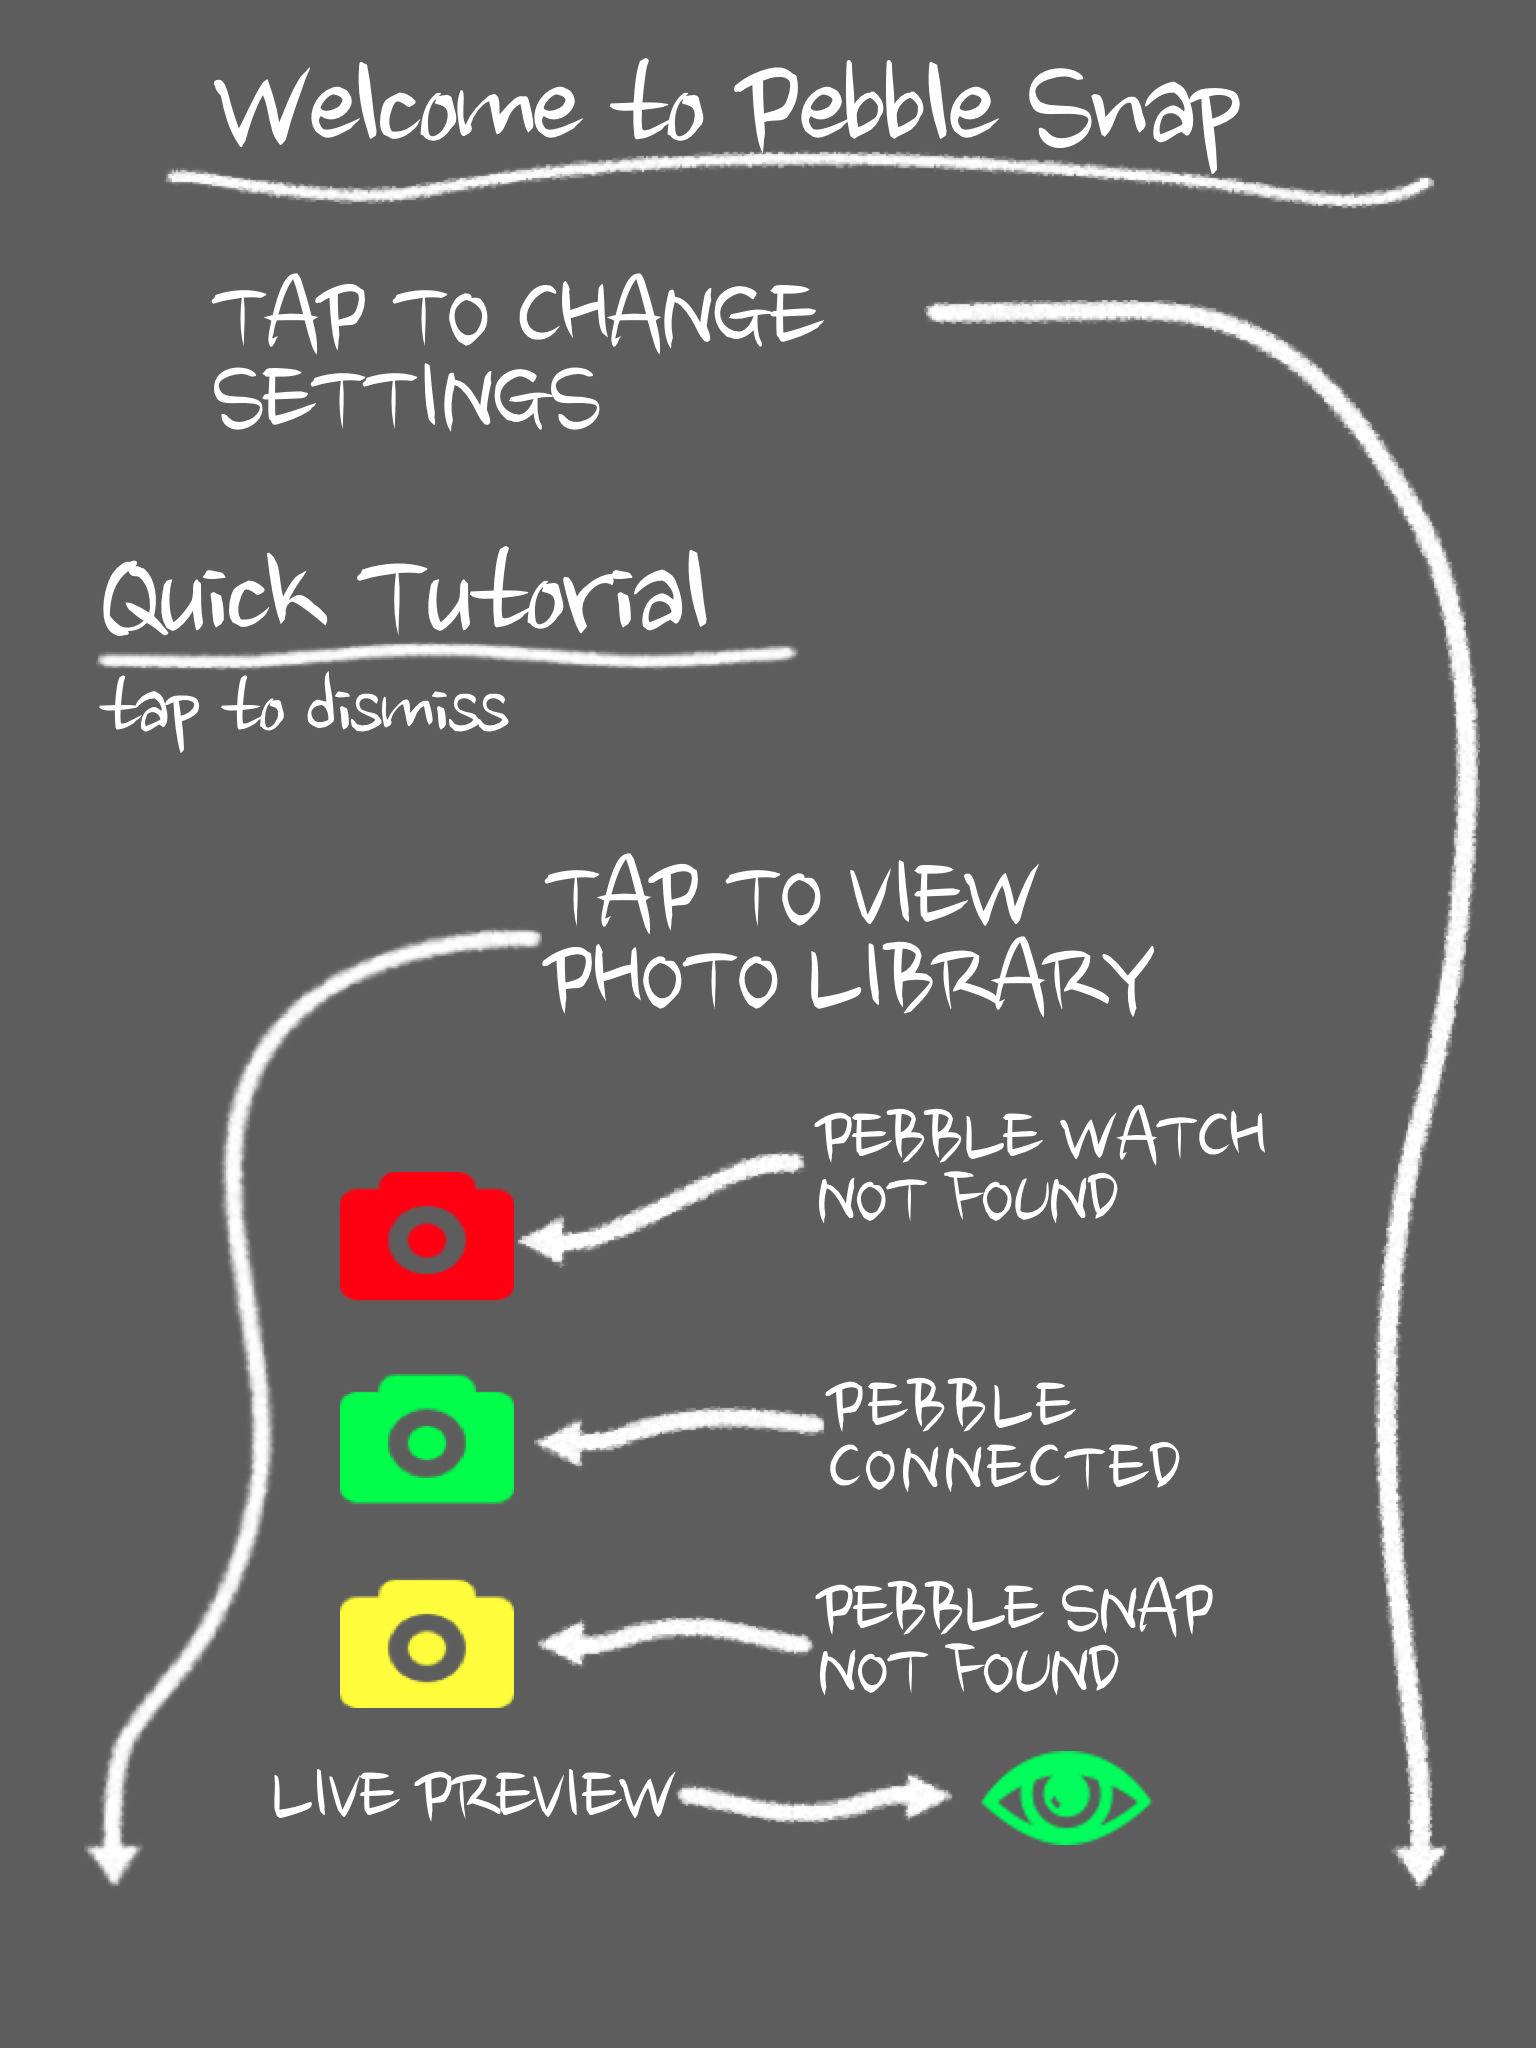 Welcome to Pebble Snap
TAP TO CHANGE
SETTINGS
Quick Tutorial
tap to dismiss
TAP TO VIEW
PHOTO LIBRARY
PEBBLE WATCH
NOT FOUND
PEBBLE
CONNECTED
PEBBLE SNAP
NOT FOUND
LIVE PREVIEW